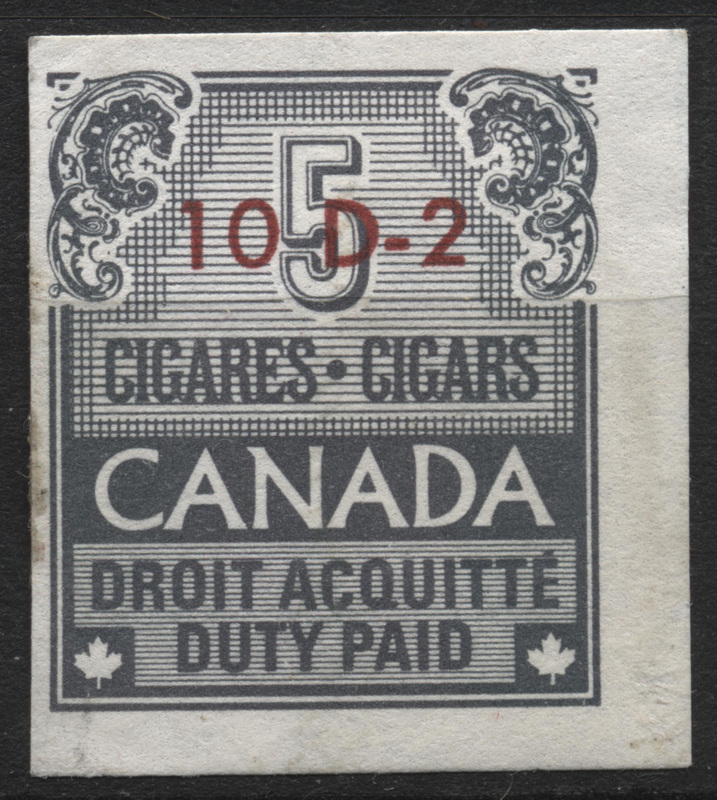 5
10 D-2
CIGARES • CIGARS
CANADA
DROIT ACQUITTÉ
DUTY PAID